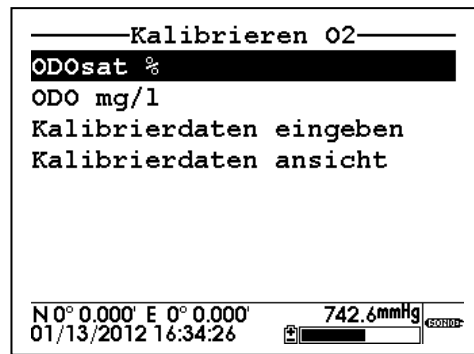 Kalibrieren O2
ODOsat %
ODO mg/l
Kalibrierdaten eingeben
Kalibrierdaten ansicht
N 0° 0.000' E 0° 0.000' 742.6mmHg
01/13/2012 16:34:26 SONDE